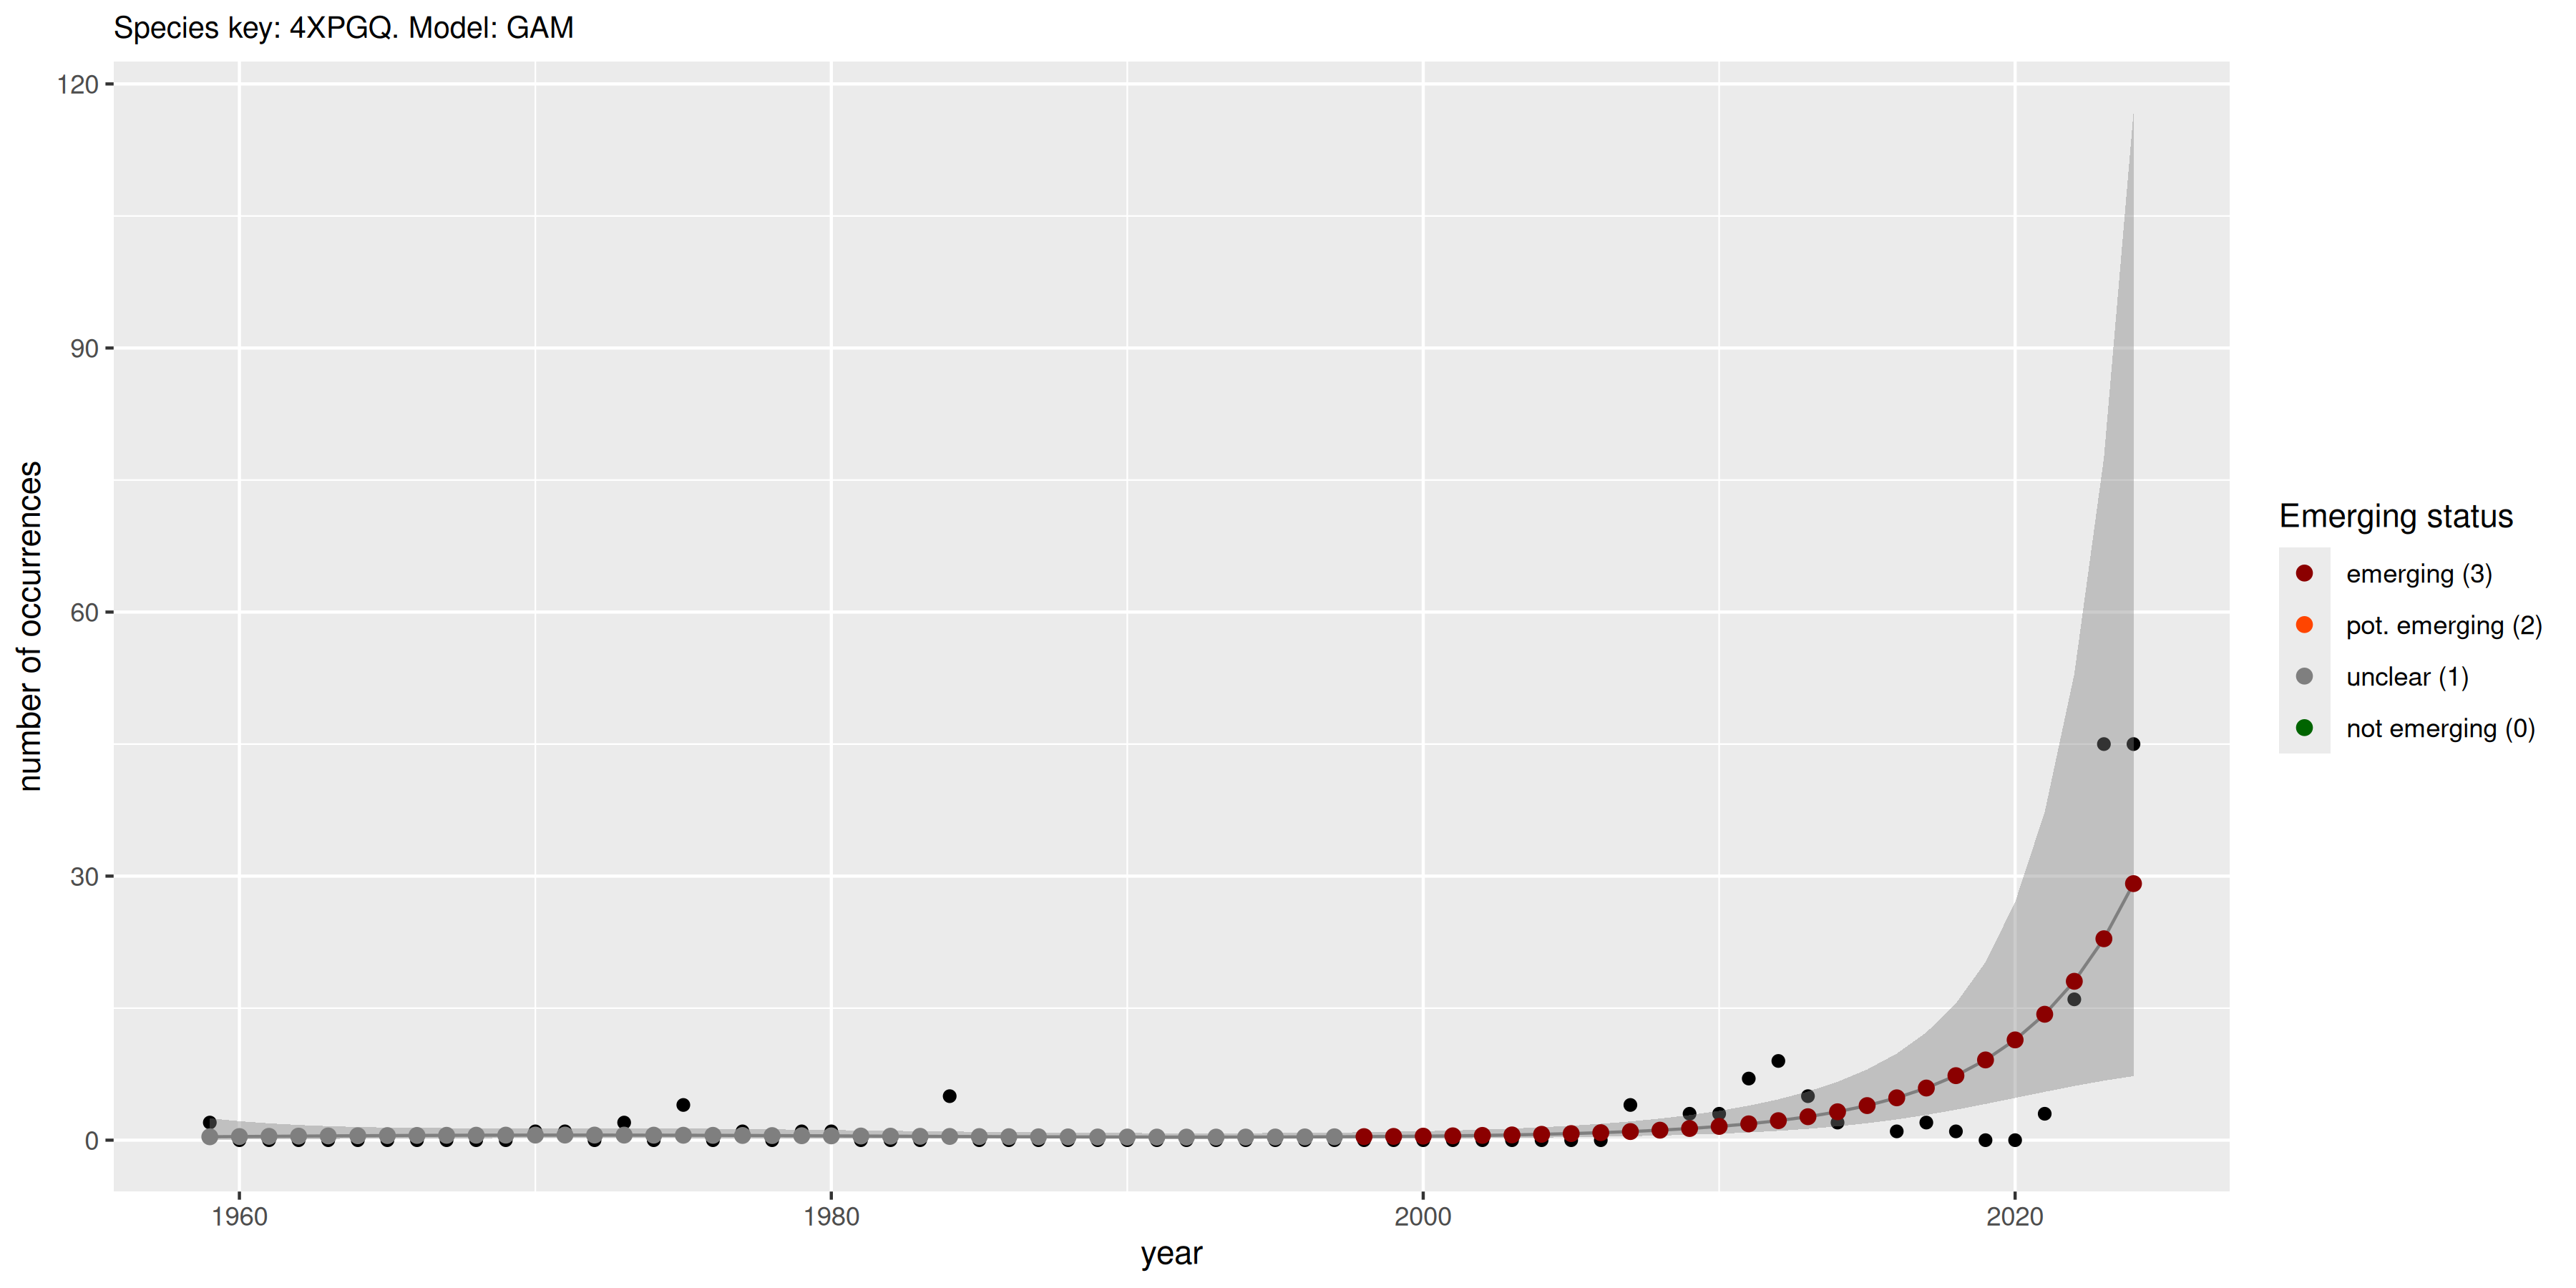 Species key: 4XPGQ. Model: GAM
120
90
60
30
0
number of occurrences
1960
1980
2000
2020
year
Emerging status
emerging (3)
pot. emerging (2)
unclear (1)
not emerging (0)